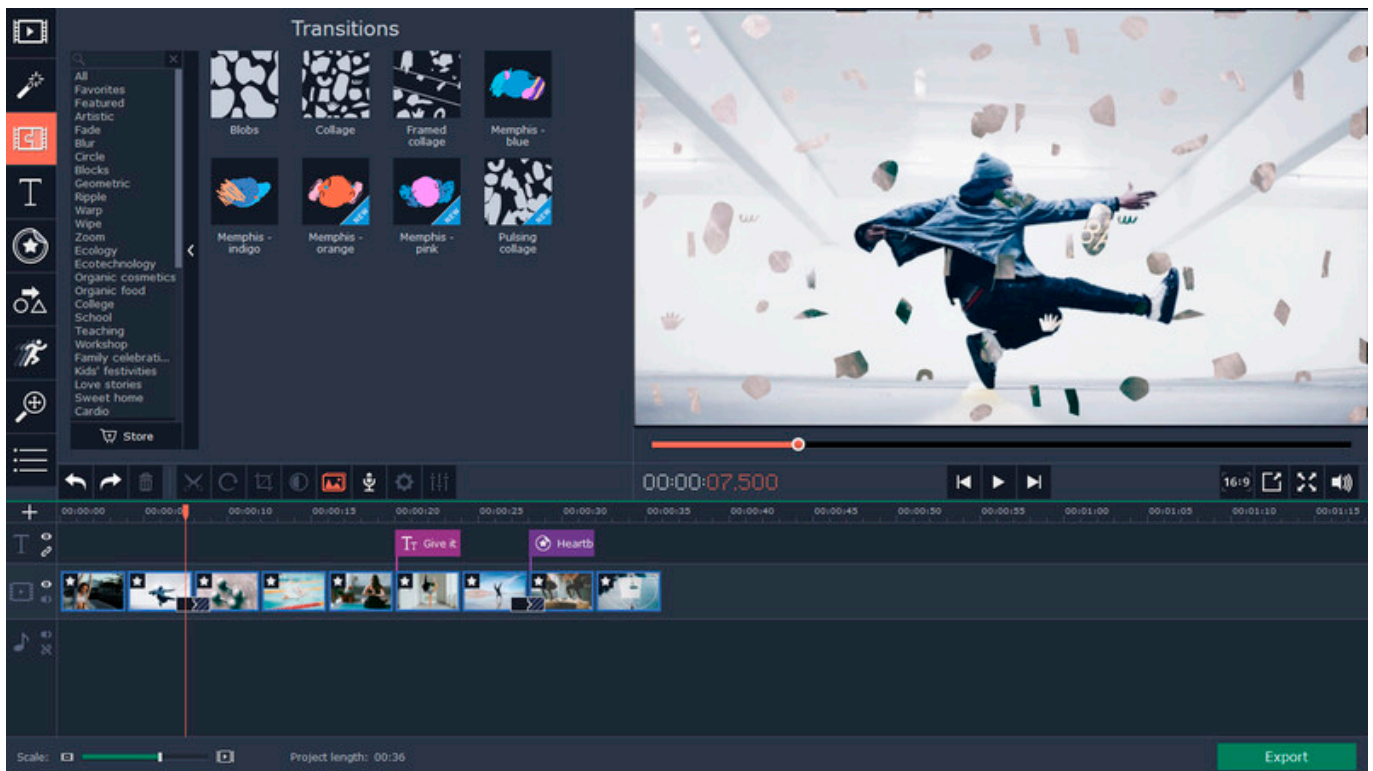 Transitions
All
Favorites
Featured
Artistic
Fade
Blur
Circle
Blocks
Geometric
Ripple
Warp
Wipe
Zoom
Ecology
Ecotechnology
Organic cosmetics
Organic food
College
School
Teaching
Workshop
Family celebrati...
Kids' festivities
Love stories
Sweet home
Cardio
Store
Blobs
Collage
Framed
collage
Memphis -
blue
Memphis -
indigo
NEW
Memphis -
orange
NEW
Memphis -
pink
NEW
Pulsing
collage
00:00:07.500
16:9
00:00:00 00:00:0 00:00:10 00:00:15 00:00:20 00:00:25 00:00:30 00:00:35 00:00:40 00:00:45 00:00:50 00:00:55 00:01:00 00:01:05 00:01:10 00:01:15
Give it
Heartb
Scale:
Project length: 00:36
Export